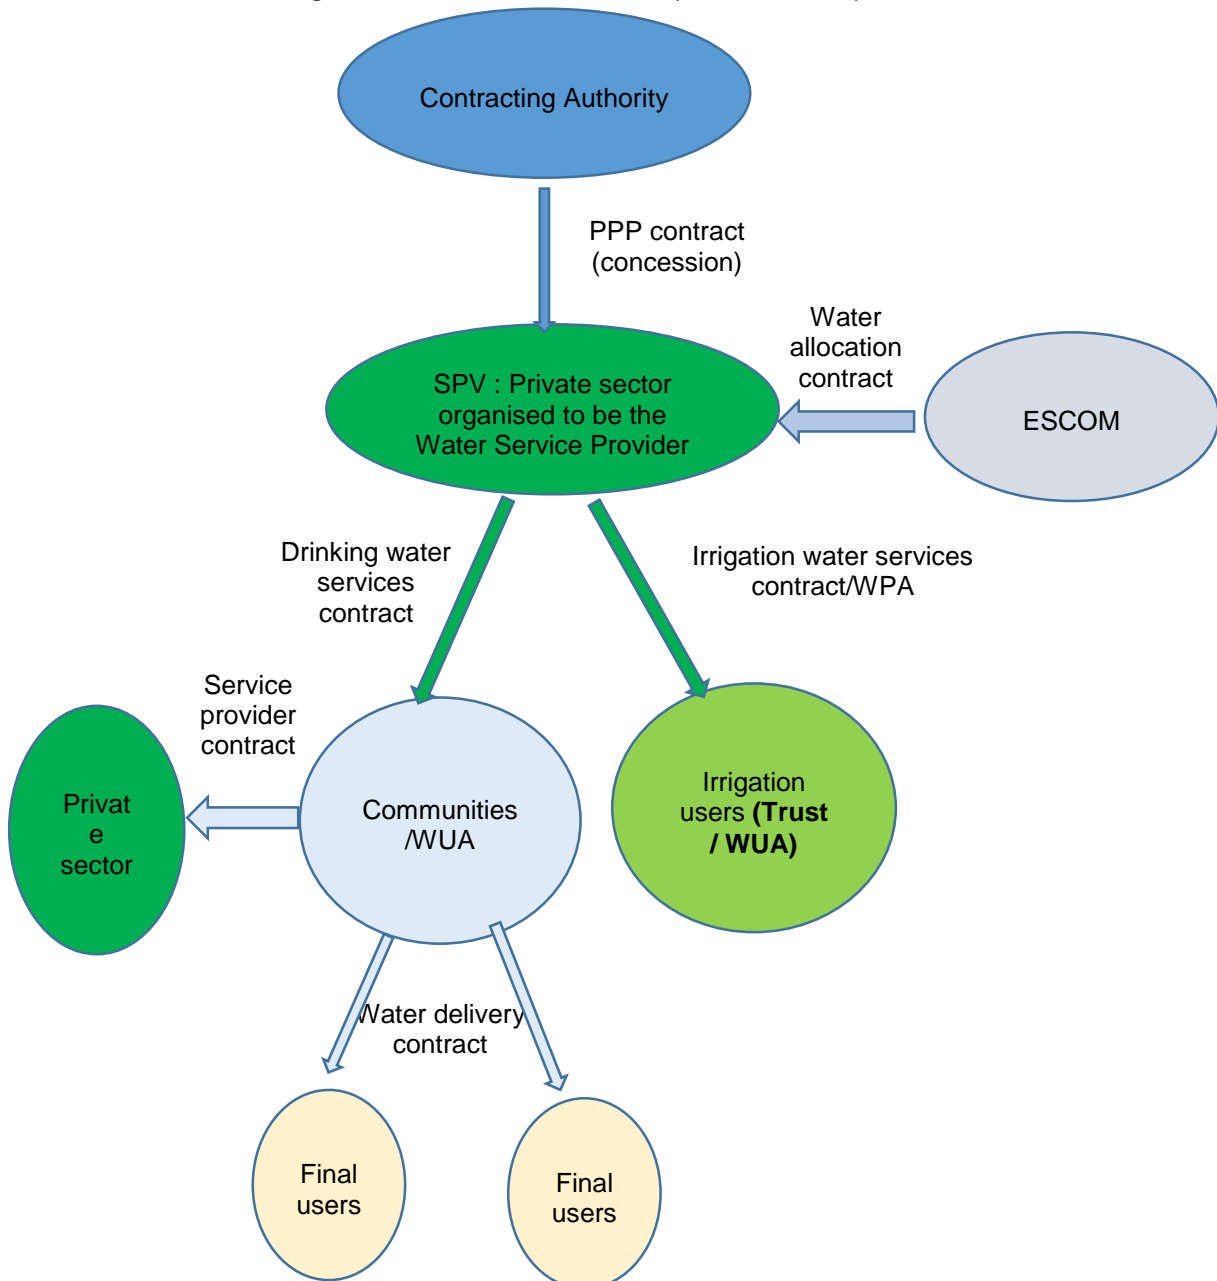 Contracting Authority
PPP contract
(concession)
Water
allocation
contract
SPV : Private sector
organised to be the
Water Service Provider
ESCOM
Drinking water
services
contract
Irrigation water services
contract/WPA
Service
provider
contract
Privat
e
sector
Communities
/WUA
Irrigation
users (Trust
/ WUA)
Water delivery
contract
Final
users
Final
users